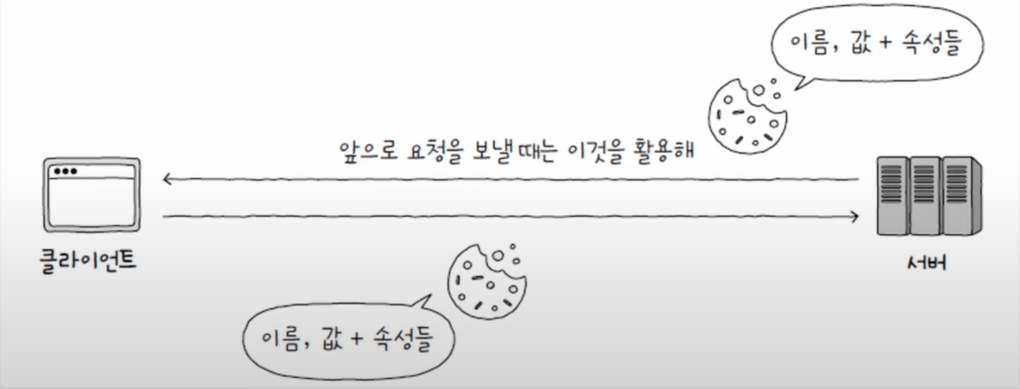 이름, 값 + 속성들
앞으로 요청을 보낼 때는 이것을 활용해
클라이언트
서버
이름, 값 + 속성들